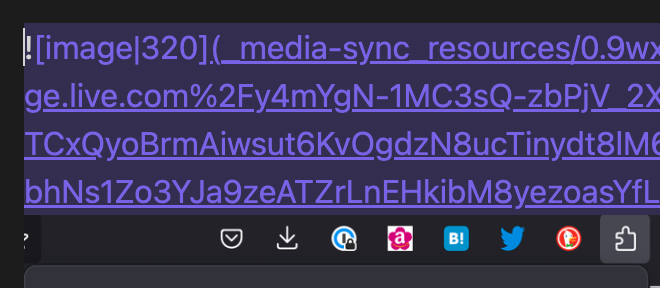 ![image|320](_media-sync_resources/0.9wx
ge.live.com%2Fy4mYgN-1MC3sQ-zbPjV_2X
TCxQyoBrmAiwsut6KvOgdzN8ucTinydt8lM6
bhNs1Zo3YJa9zeATZrLnEHkibM8yezoasYfL
?
a
B!